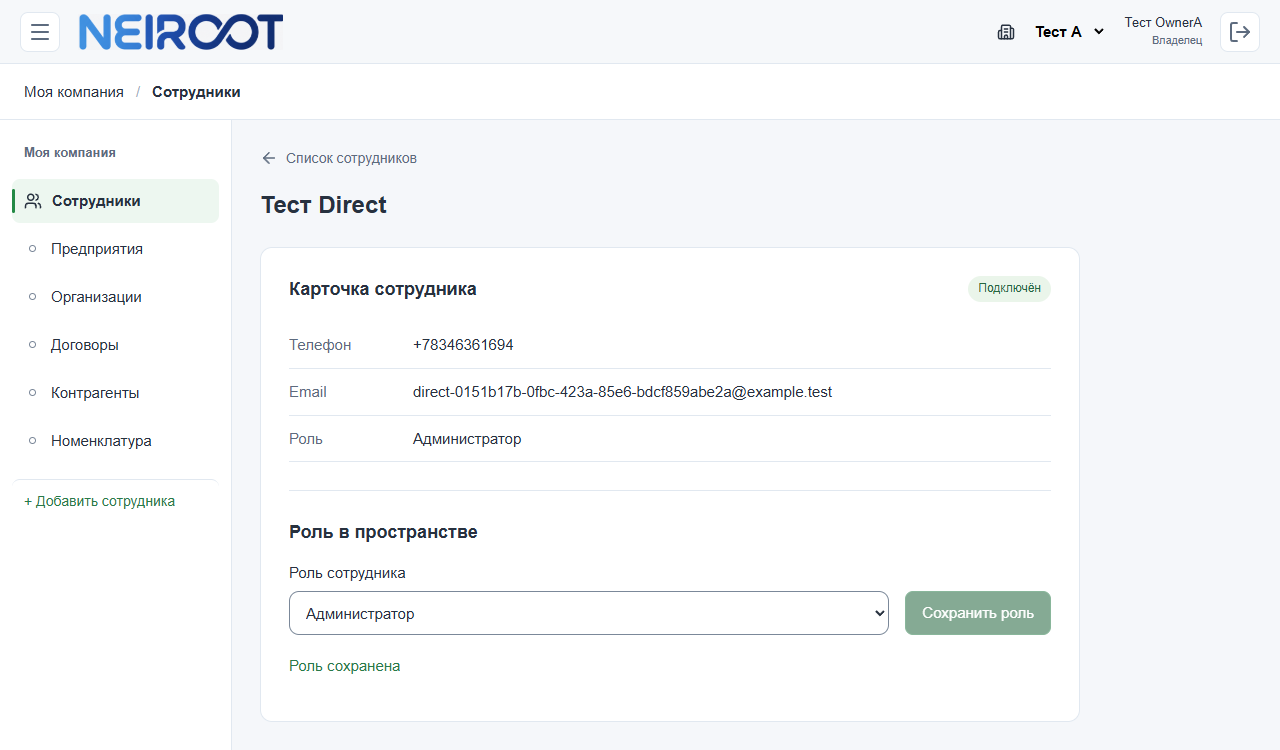 NEIROOT
Тест А
Тест OwnerA
Владелец
Моя компания / Сотрудники
Моя компания
Сотрудники
Предприятия
Организации
Договоры
Контрагенты
Номенклатура
+ Добавить сотрудника
Список сотрудников
Тест Direct
Карточка сотрудника
Подключён
Телефон +78346361694
Email direct-0151b17b-0fbc-423a-85e6-bdcf859abe2a@example.test
Роль Администратор
Роль в пространстве
Роль сотрудника
Администратор
Сохранить роль
Роль сохранена